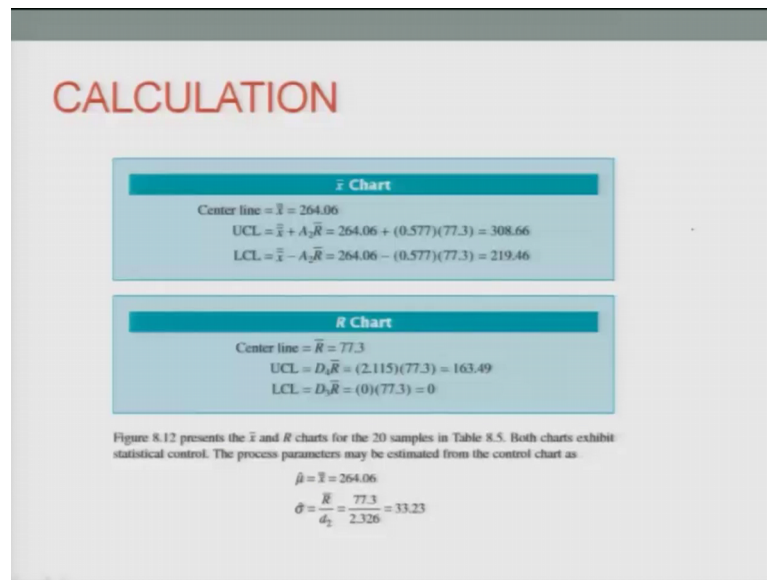 CALCULATION
x̄ Chart
Center line = x̿ = 264.06
UCL = x̿ + A₂R̄ = 264.06 + (0.577)(77.3) = 308.66
LCL = x̿ − A₂R̄ = 264.06 − (0.577)(77.3) = 219.46
R Chart
Center line = R̄ = 77.3
UCL = D₄R̄ = (2.115)(77.3) = 163.49
LCL = D₃R̄ = (0)(77.3) = 0
Figure 8.12 presents the x̄ and R charts for the 20 samples in Table 8.5. Both charts exhibit
statistical control. The process parameters may be estimated from the control chart as
μ̂ = x̿ = 264.06
σ̂ = R̄/d₂ = 77.3/2.326 = 33.23